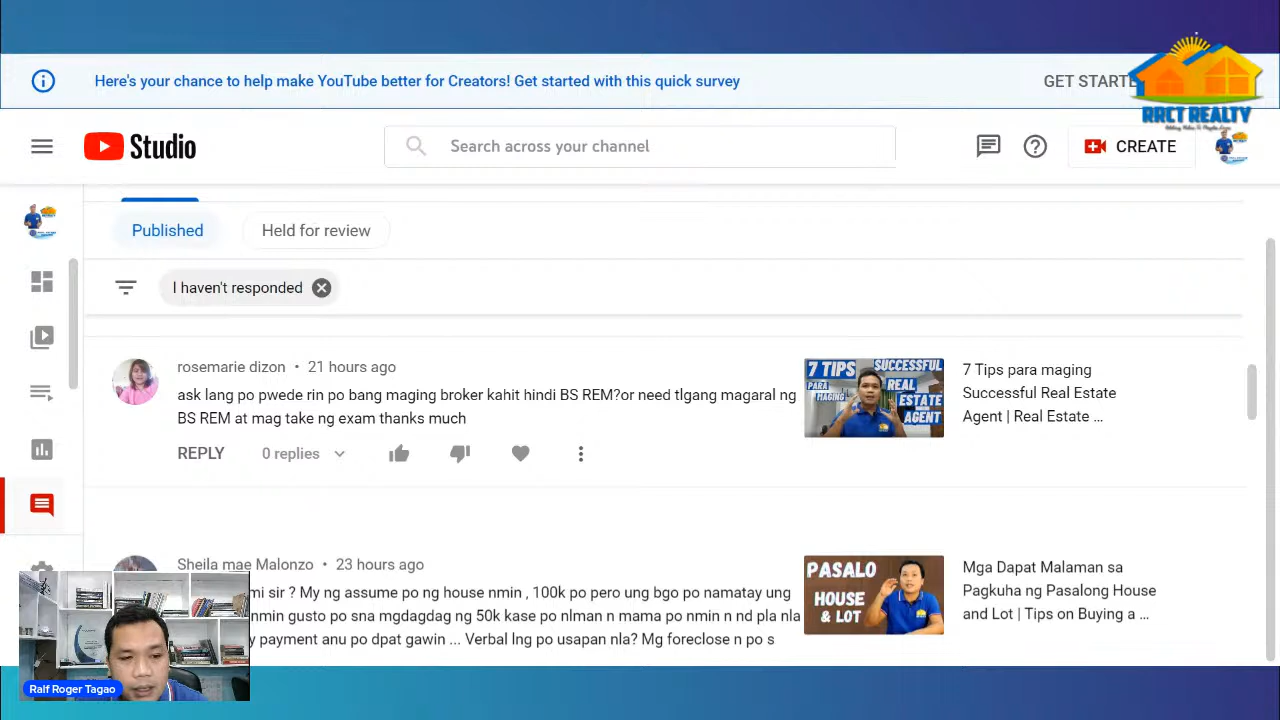 Here's your chance to help make YouTube better for Creators! Get started with this quick survey
GET STARTE
RRCT REALTY
Studio
Search across your channel
CREATE
Published
Held for review
I haven't responded
rosemarie dizon • 21 hours ago
ask lang po pwede rin po bang maging broker kahit hindi BS REM?or need tlgang magaral ng
BS REM at mag take ng exam thanks much
REPLY
0 replies
7 TIPS
PARA
MAGING
SUCCESSFUL
REAL
ESTATE
AGENT
7 Tips para maging
Successful Real Estate
Agent | Real Estate ...
Sheila mae Malonzo • 23 hours ago
mi sir ? My ng assume po ng house nmin , 100k po pero ung bgo po namatay ung
nmin gusto po sna mgdagdag ng 50k kase po nlman n mama po nmin n nd pla nla
y payment anu po dpat gawin ... Verbal lng po usapan nla? Mg foreclose n po s
PASALO
HOUSE
& LOT
Mga Dapat Malaman sa
Pagkuha ng Pasalong House
and Lot | Tips on Buying a ...
Ralf Roger Tagao